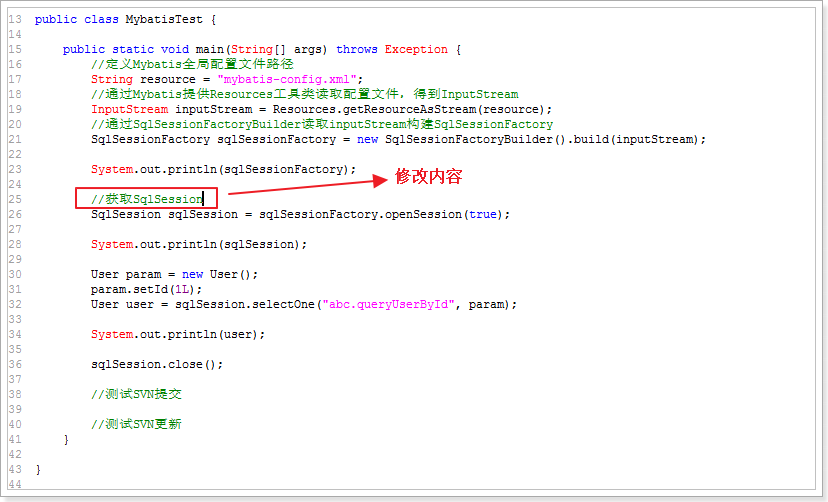 13 public class MybatisTest {
14
15     public static void main(String[] args) throws Exception {
16         //定义Mybatis全局配置文件路径
17         String resource = "mybatis-config.xml";
18         //通过Mybatis提供Resources工具类读取配置文件，得到InputStream
19         InputStream inputStream = Resources.getResourceAsStream(resource);
20         //通过SqlSessionFactoryBuilder读取inputStream构建SqlSessionFactory
21         SqlSessionFactory sqlSessionFactory = new SqlSessionFactoryBuilder().build(inputStream);
22
23         System.out.println(sqlSessionFactory);
24
修改内容
25         //获取SqlSession
26         SqlSession sqlSession = sqlSessionFactory.openSession(true);
27
28         System.out.println(sqlSession);
29
30         User param = new User();
31         param.setId(1L);
32         User user = sqlSession.selectOne("abc.queryUserById", param);
33
34         System.out.println(user);
35
36         sqlSession.close();
37
38         //测试SVN提交
39
40         //测试SVN更新
41     }
42
43 }
44